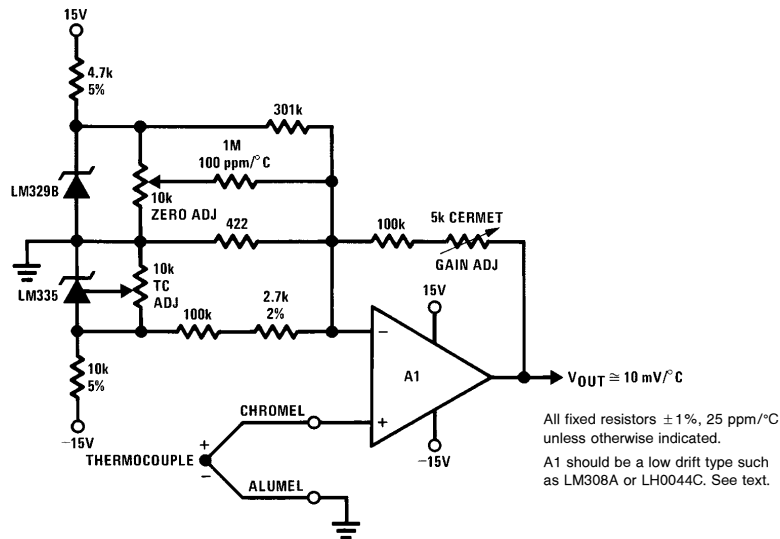 15V
4.7k
5%
301k
1M
100 ppm/°C
LM329B
10k
ZERO ADJ
422
100k
5k CERMET
GAIN ADJ
LM335
10k
TC
ADJ
100k
2.7k
2%
15V
10k
5%
−
A1
+
VOUT ≅ 10 mV/°C
−15V
−15V
CHROMEL
+
THERMOCOUPLE
−
ALUMEL
All fixed resistors ±1%, 25 ppm/°C
unless otherwise indicated.
A1 should be a low drift type such
as LM308A or LH0044C. See text.